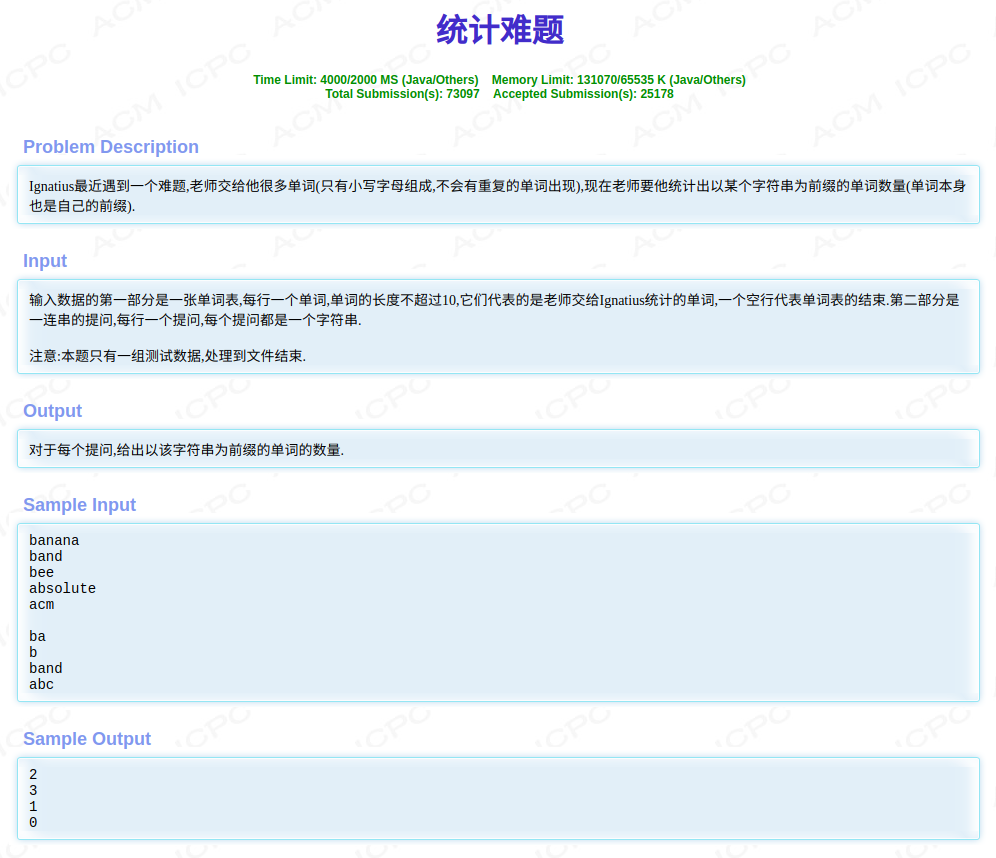 统计难题
Time Limit: 4000/2000 MS (Java/Others)    Memory Limit: 131070/65535 K (Java/Others)
Total Submission(s): 73097    Accepted Submission(s): 25178
Problem Description
Ignatius最近遇到一个难题,老师交给他很多单词(只有小写字母组成,不会有重复的单词出现),现在老师要他统计出以某个字符串为前缀的单词数量(单词本身
也是自己的前缀).
Input
输入数据的第一部分是一张单词表,每行一个单词,单词的长度不超过10,它们代表的是老师交给Ignatius统计的单词,一个空行代表单词表的结束.第二部分是
一连串的提问,每行一个提问,每个提问都是一个字符串.
注意:本题只有一组测试数据,处理到文件结束.
Output
对于每个提问,给出以该字符串为前缀的单词的数量.
Sample Input
banana
band
bee
absolute
acm

ba
b
band
abc
Sample Output
2
3
1
0